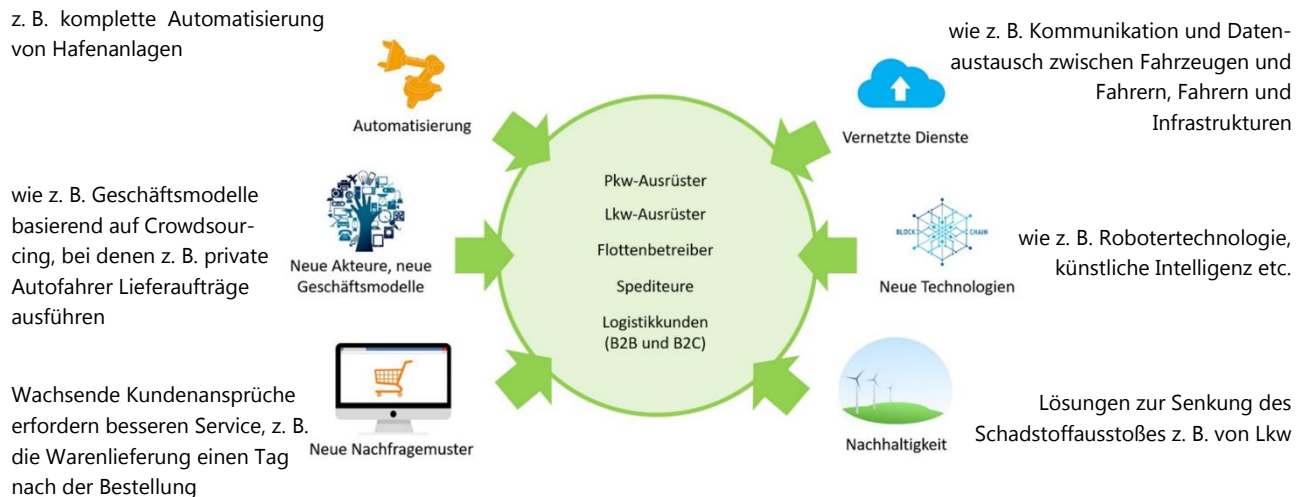 z. B. komplette Automatisierung
von Hafenanlagen
Automatisierung
wie z. B. Geschäftsmodelle
basierend auf Crowdsour-
cing, bei denen z. B. private
Autofahrer Lieferaufträge
ausführen
Neue Akteure, neue
Geschäftsmodelle
Wachsende Kundenansprüche
erfordern besseren Service, z. B.
die Warenlieferung einen Tag
nach der Bestellung
Neue Nachfragemuster
Pkw-Ausrüster
Lkw-Ausrüster
Flottenbetreiber
Spediteure
Logistikkunden
(B2B und B2C)
wie z. B. Kommunikation und Daten-
austausch zwischen Fahrzeugen und
Fahrern, Fahrern und
Infrastrukturen
Vernetzte Dienste
BLOCK CHAIN
wie z. B. Robotertechnologie,
künstliche Intelligenz etc.
Neue Technologien
Lösungen zur Senkung des
Schadstoffausstoßes z. B. von Lkw
Nachhaltigkeit